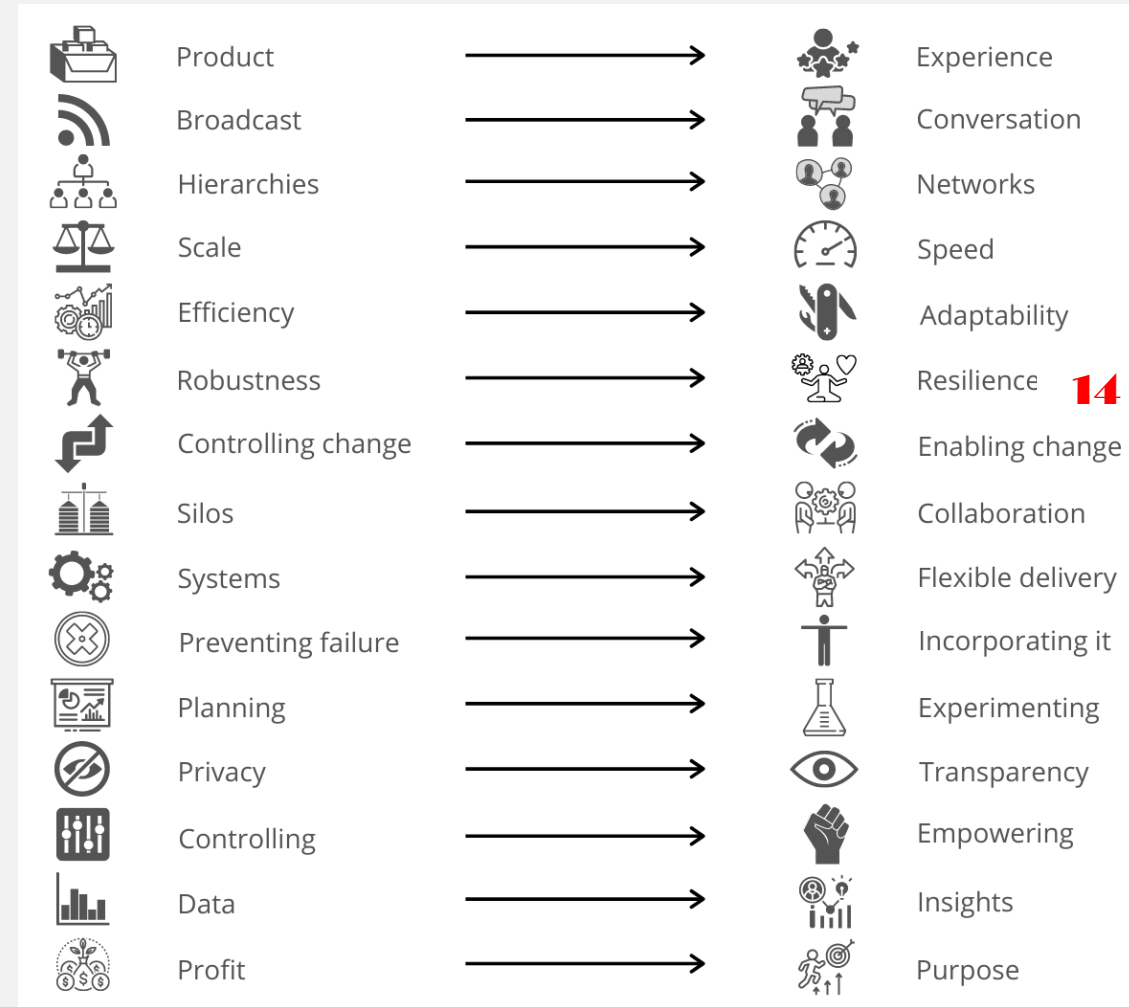 Product Experience
Broadcast Conversation
Hierarchies Networks
Scale Speed
Efficiency Adaptability
Robustness Resilience 14
Controlling change Enabling change
Silos Collaboration
Systems Flexible delivery
Preventing failure Incorporating it
Planning Experimenting
Privacy Transparency
Controlling Empowering
Data Insights
Profit Purpose